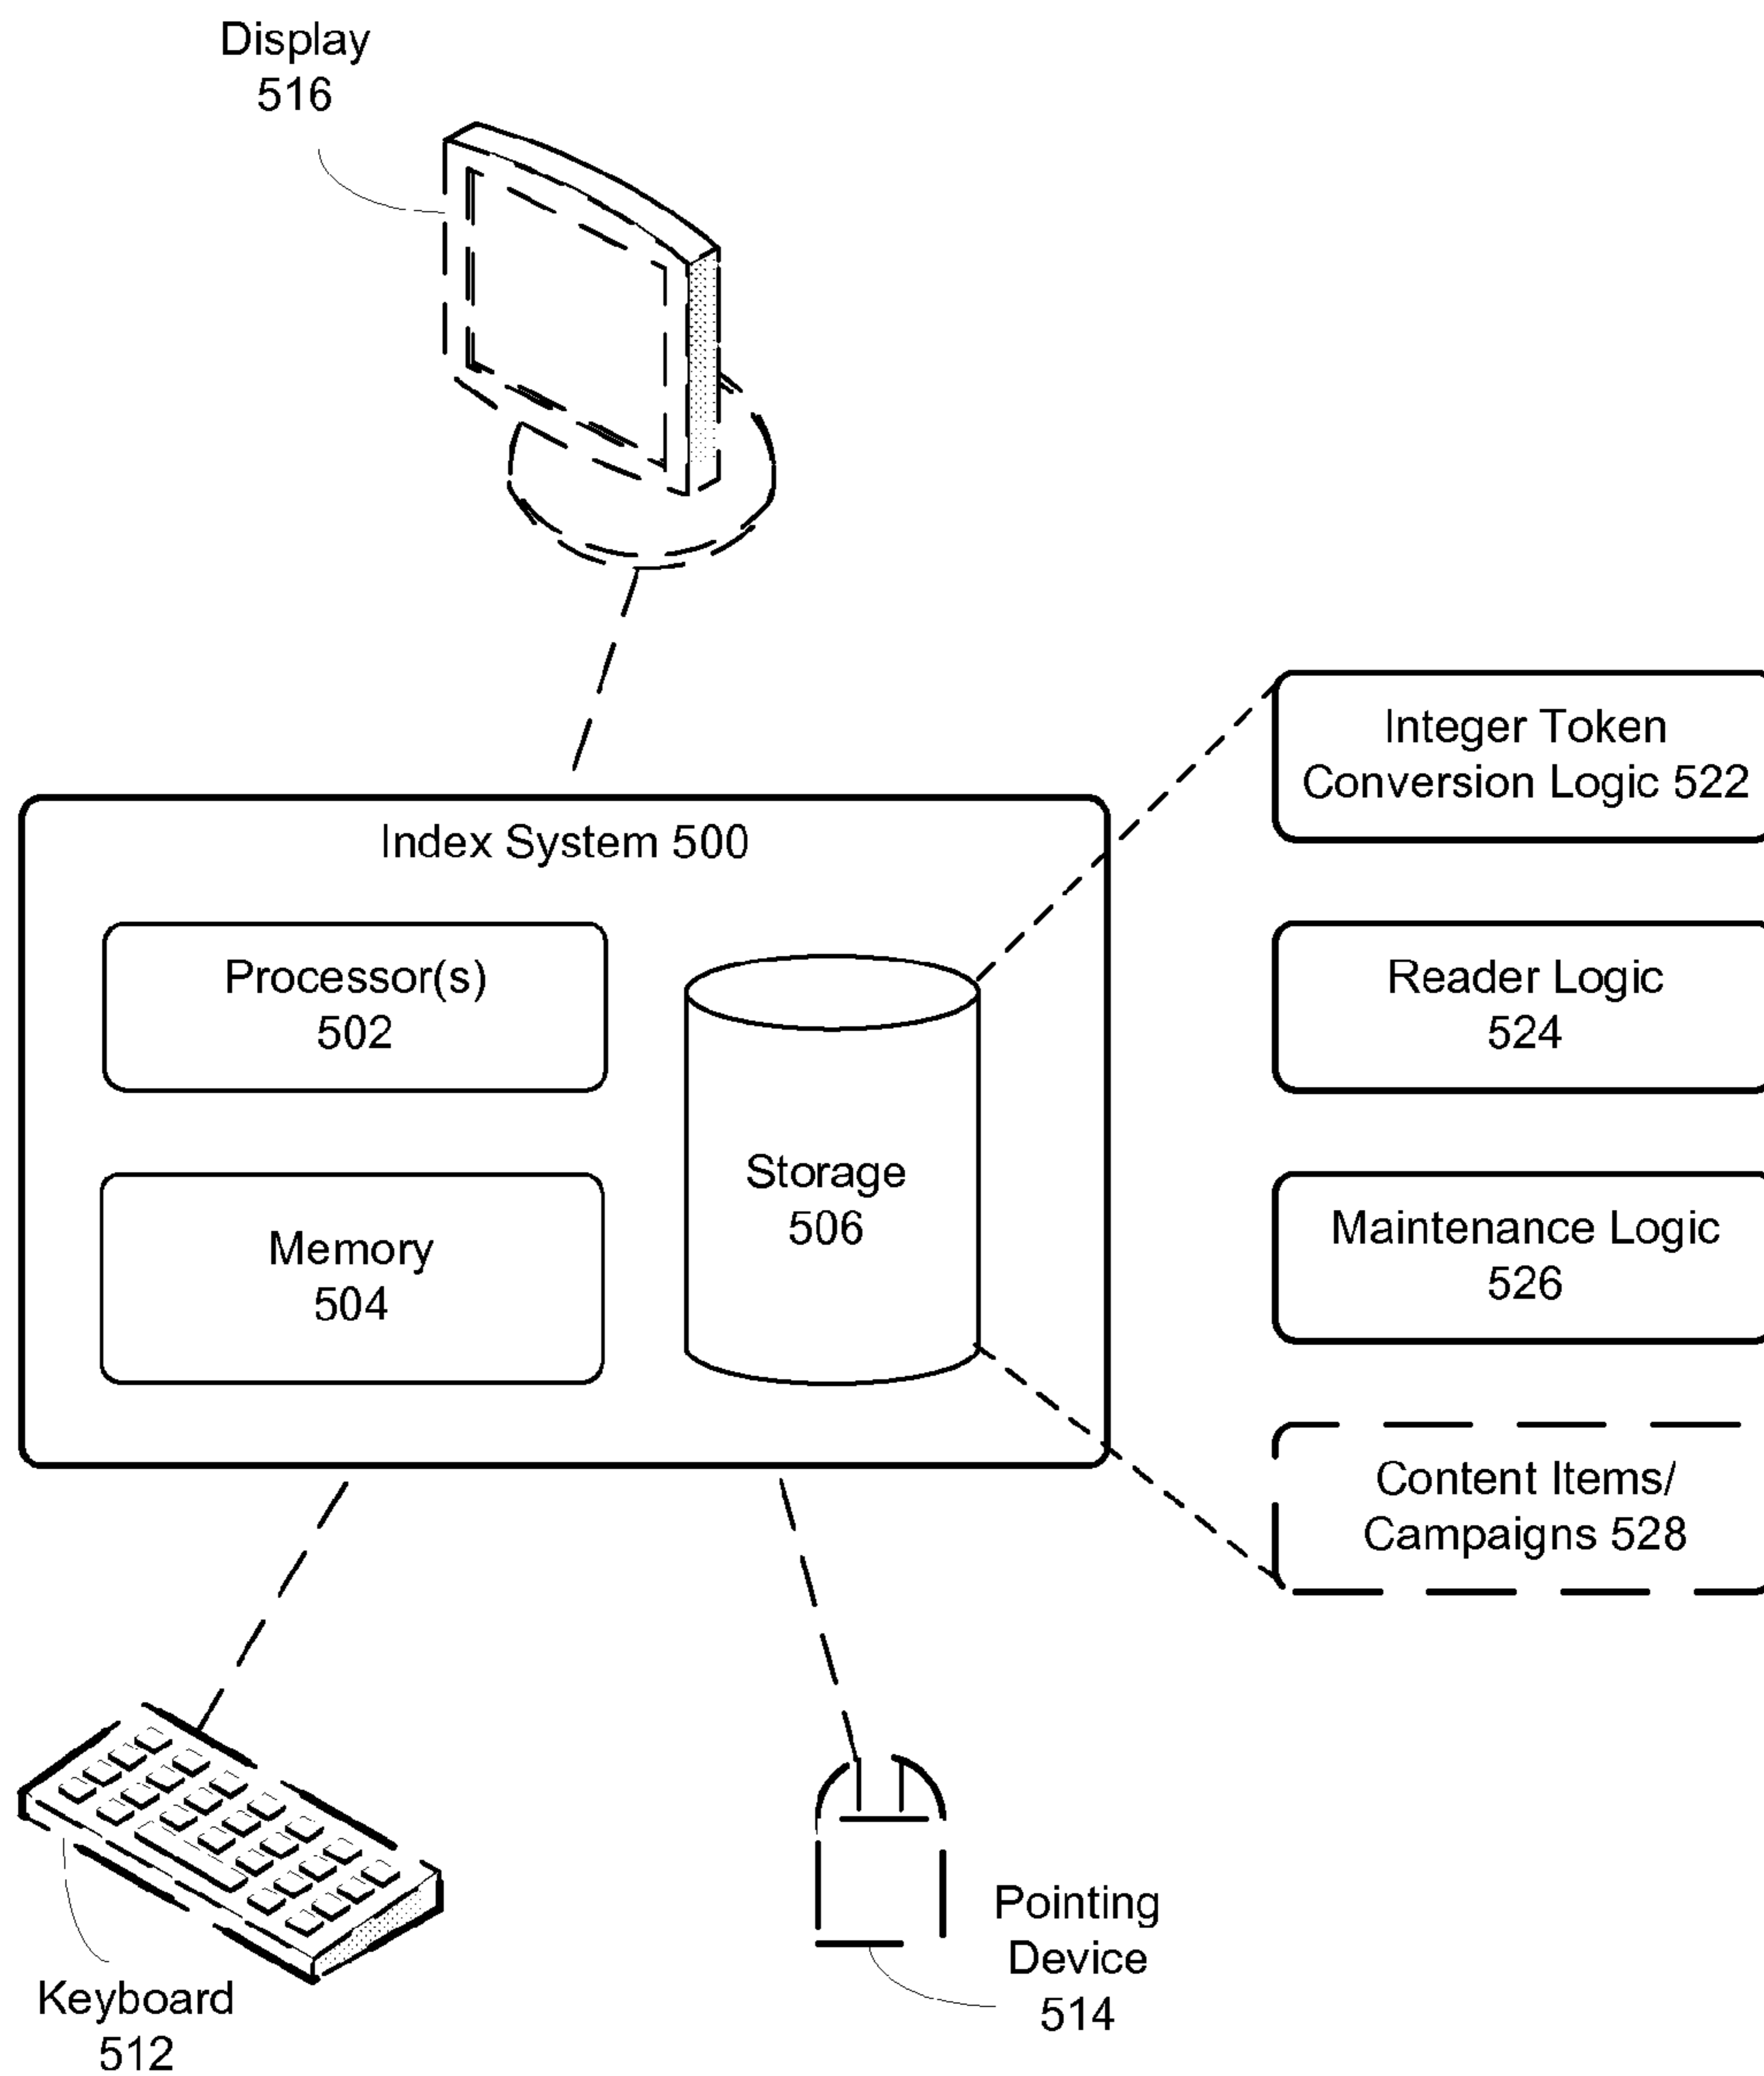 Display
516
Index System 500
Processor(s)
502
Memory
504
Storage
506
Integer Token
Conversion Logic 522
Reader Logic
524
Maintenance Logic
526
Content Items/
Campaigns 528
Keyboard
512
Pointing
Device
514